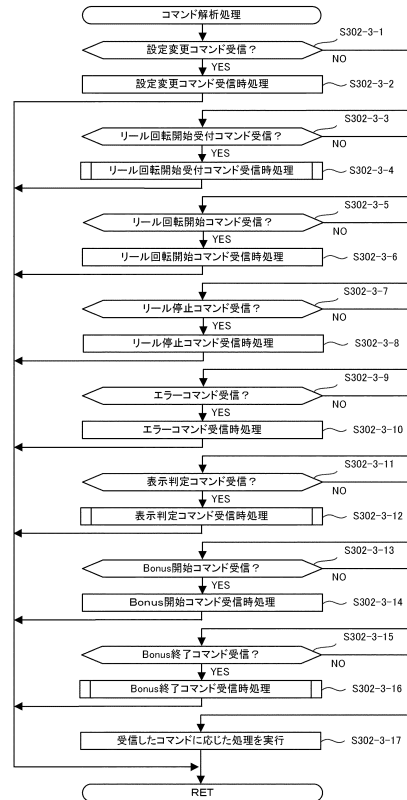 コマンド解析処理
S302-3-1
設定変更コマンド受信？
NO
YES
設定変更コマンド受信時処理
S302-3-2
S302-3-3
リール回転開始受付コマンド受信？
NO
YES
リール回転開始受付コマンド受信時処理
S302-3-4
S302-3-5
リール回転開始コマンド受信？
NO
YES
リール回転開始コマンド受信時処理
S302-3-6
S302-3-7
リール停止コマンド受信？
NO
YES
リール停止コマンド受信時処理
S302-3-8
S302-3-9
エラーコマンド受信？
NO
YES
エラーコマンド受信時処理
S302-3-10
S302-3-11
表示判定コマンド受信？
NO
YES
表示判定コマンド受信時処理
S302-3-12
S302-3-13
Bonus開始コマンド受信？
NO
YES
Bonus開始コマンド受信時処理
S302-3-14
S302-3-15
Bonus終了コマンド受信？
NO
YES
Bonus終了コマンド受信時処理
S302-3-16
受信したコマンドに応じた処理を実行
S302-3-17
RET